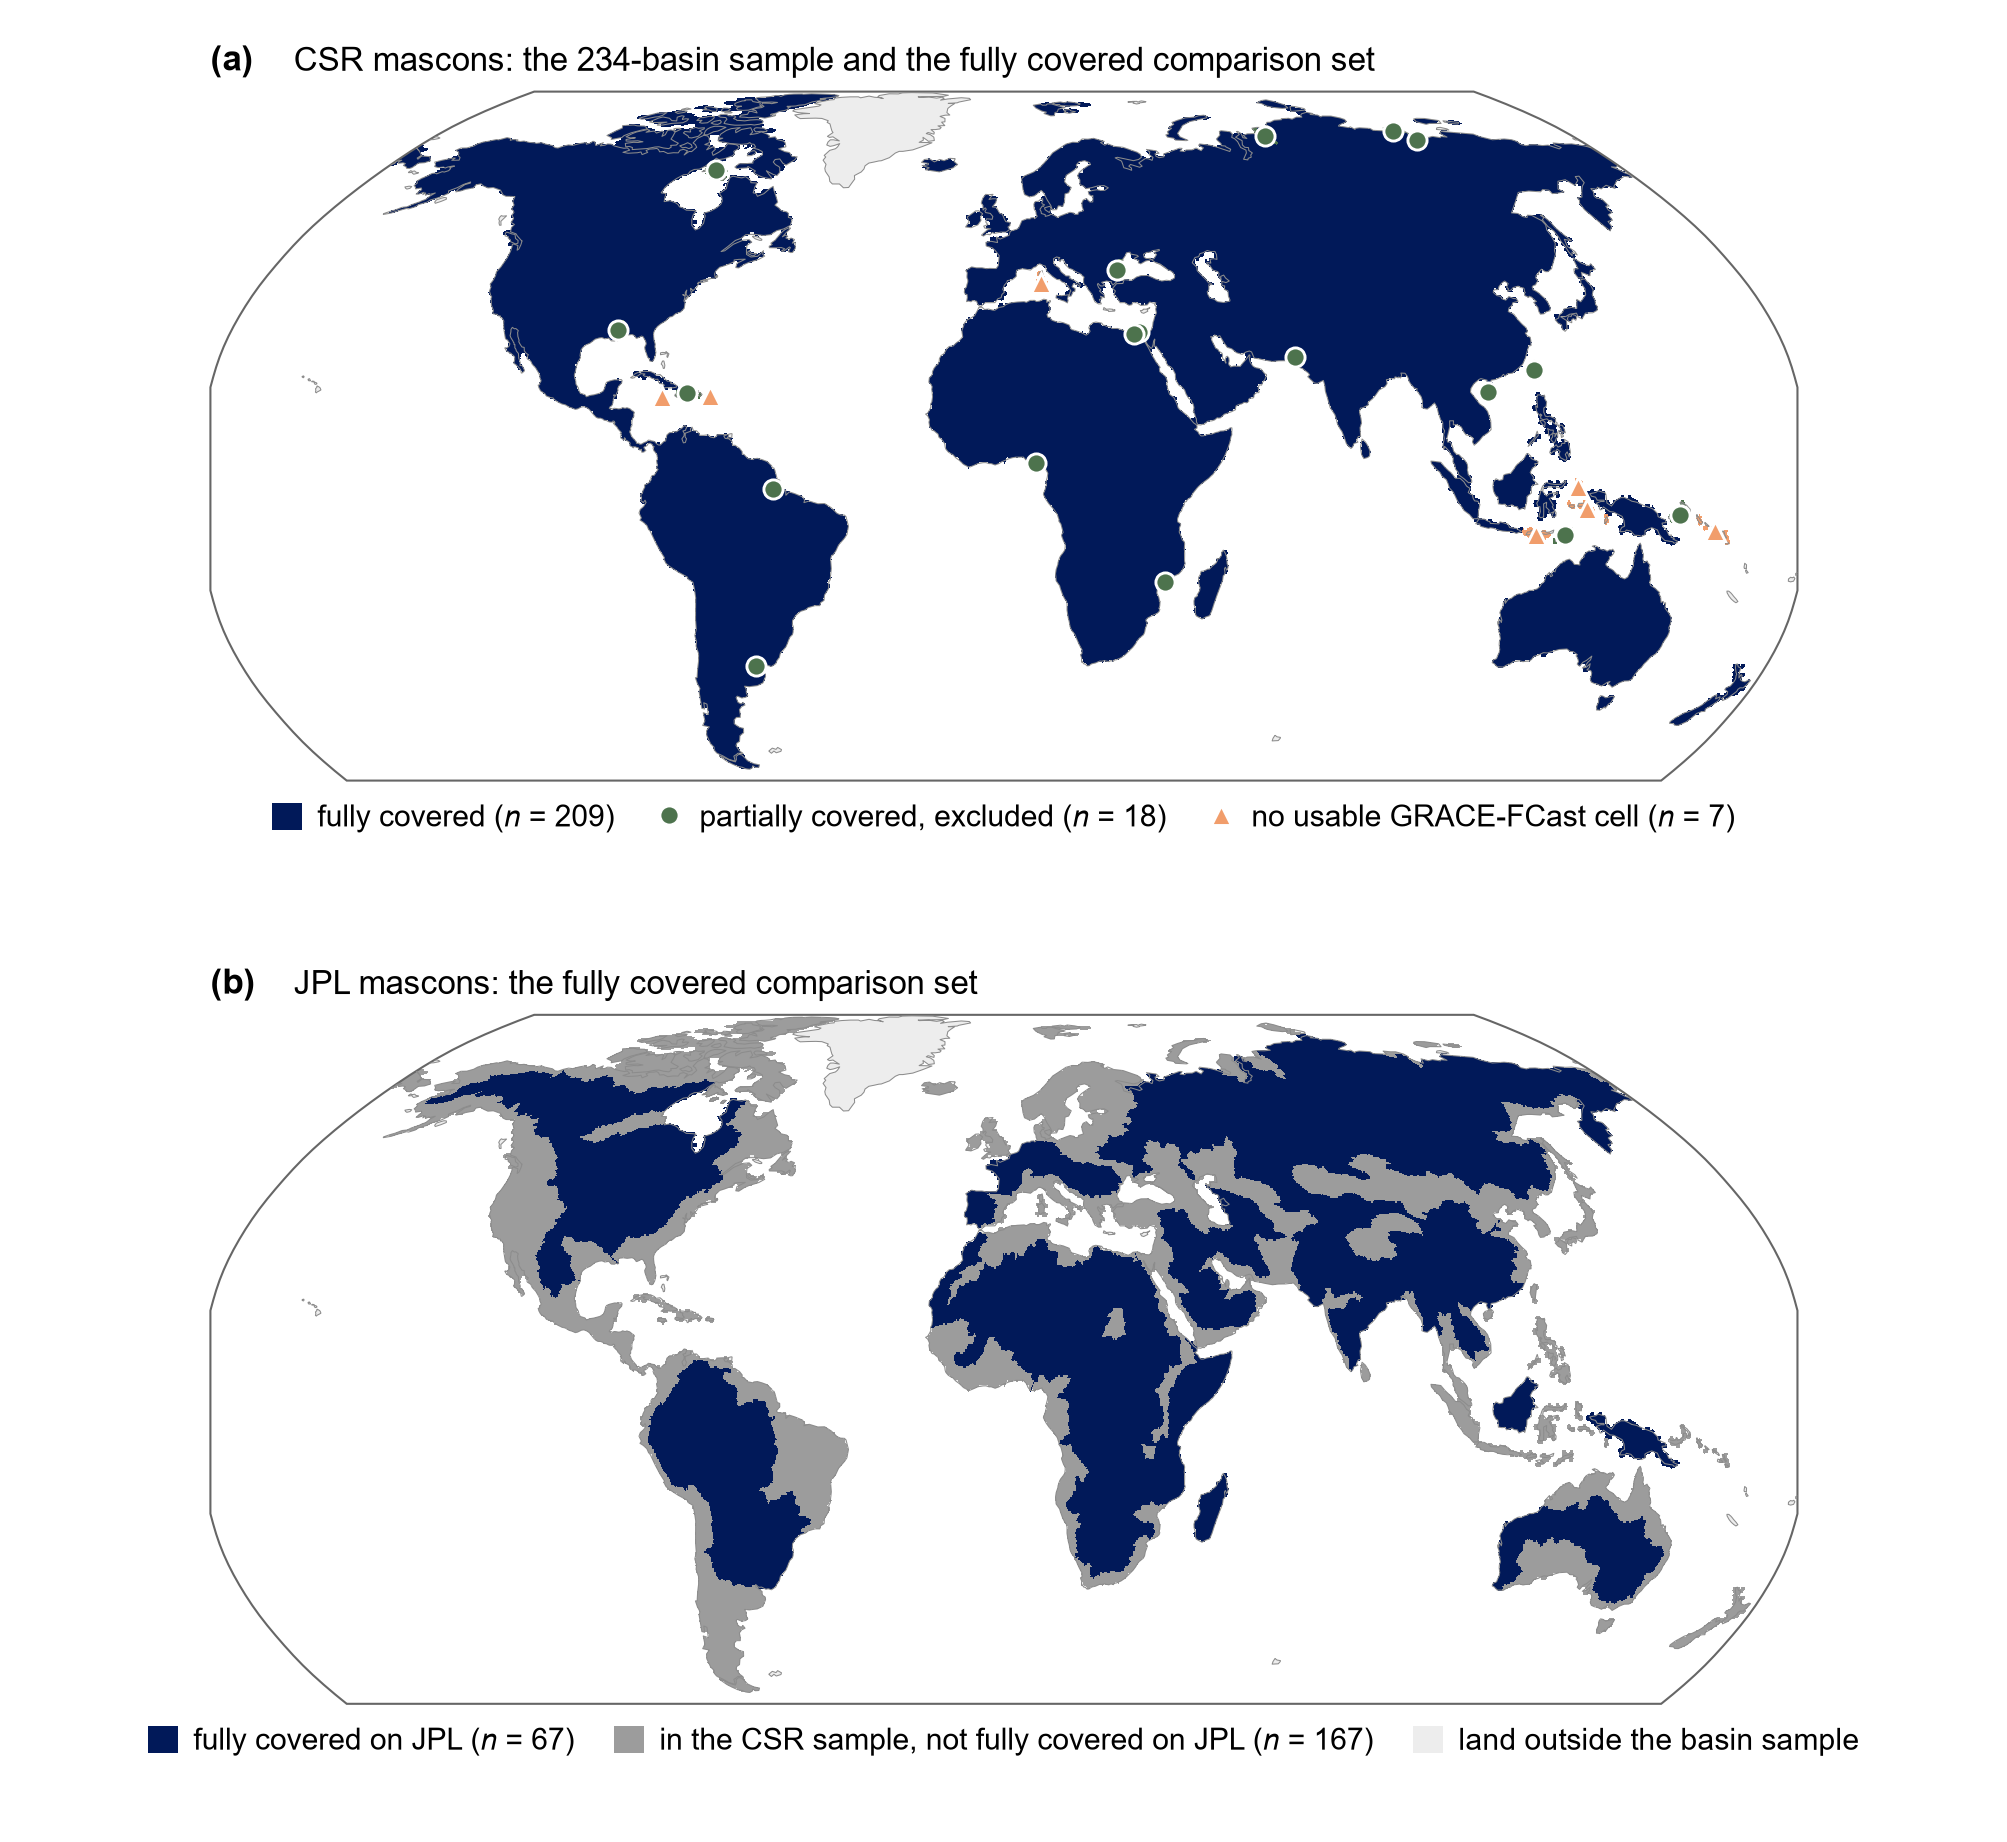 (a) CSR mascons: the 234-basin sample and the fully covered comparison set
fully covered (n = 209) partially covered, excluded (n = 18) no usable GRACE-FCast cell (n = 7)
(b) JPL mascons: the fully covered comparison set
fully covered on JPL (n = 67) in the CSR sample, not fully covered on JPL (n = 167) land outside the basin sample